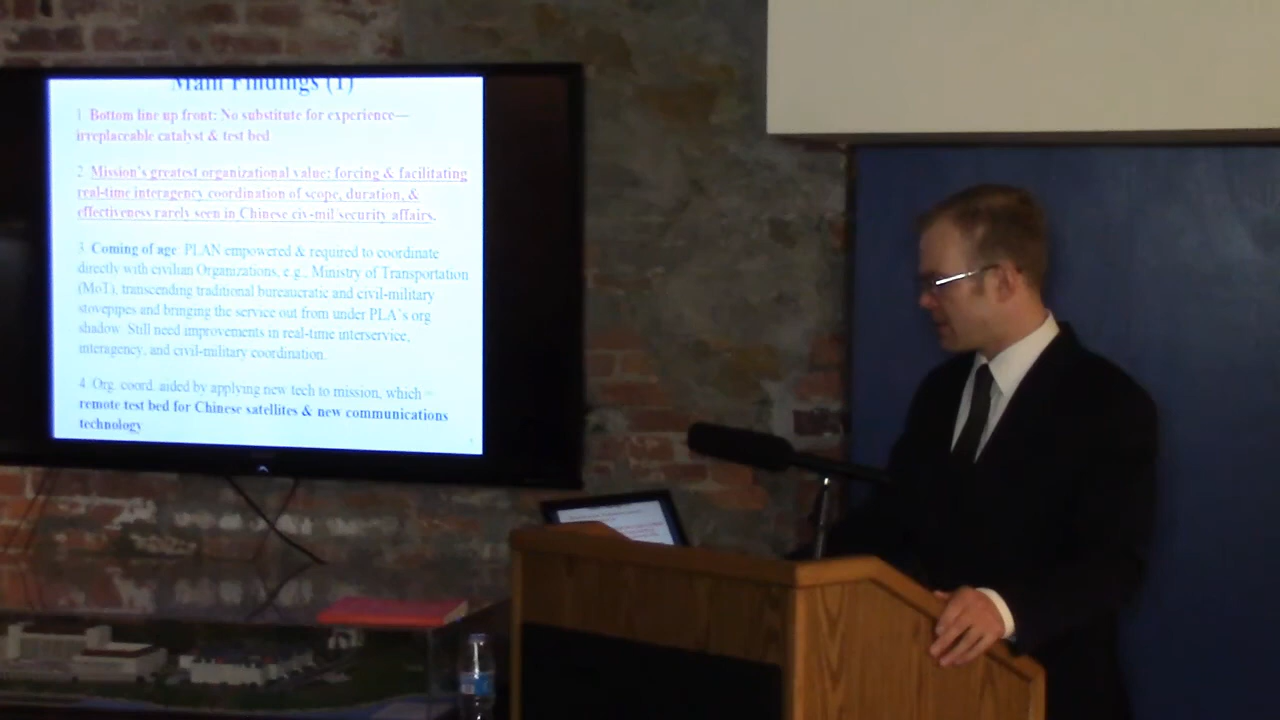 Main Findings (1)
1. Bottom line up front: No substitute for experience—
irreplaceable catalyst & test bed
2. Mission's greatest organizational value: forcing & facilitating
real-time interagency coordination of scope, duration, &
effectiveness rarely seen in Chinese civ-mil security affairs.
3. Coming of age: PLAN empowered & required to coordinate
directly with civilian Organizations, e.g., Ministry of Transportation
(MoT), transcending traditional bureaucratic and civil-military
stovepipes and bringing the service out from under PLA's org
shadow. Still need improvements in real-time interservice,
interagency, and civil-military coordination.
4. Org. coord. aided by applying new tech to mission, which =
remote test bed for Chinese satellites & new communications
technology